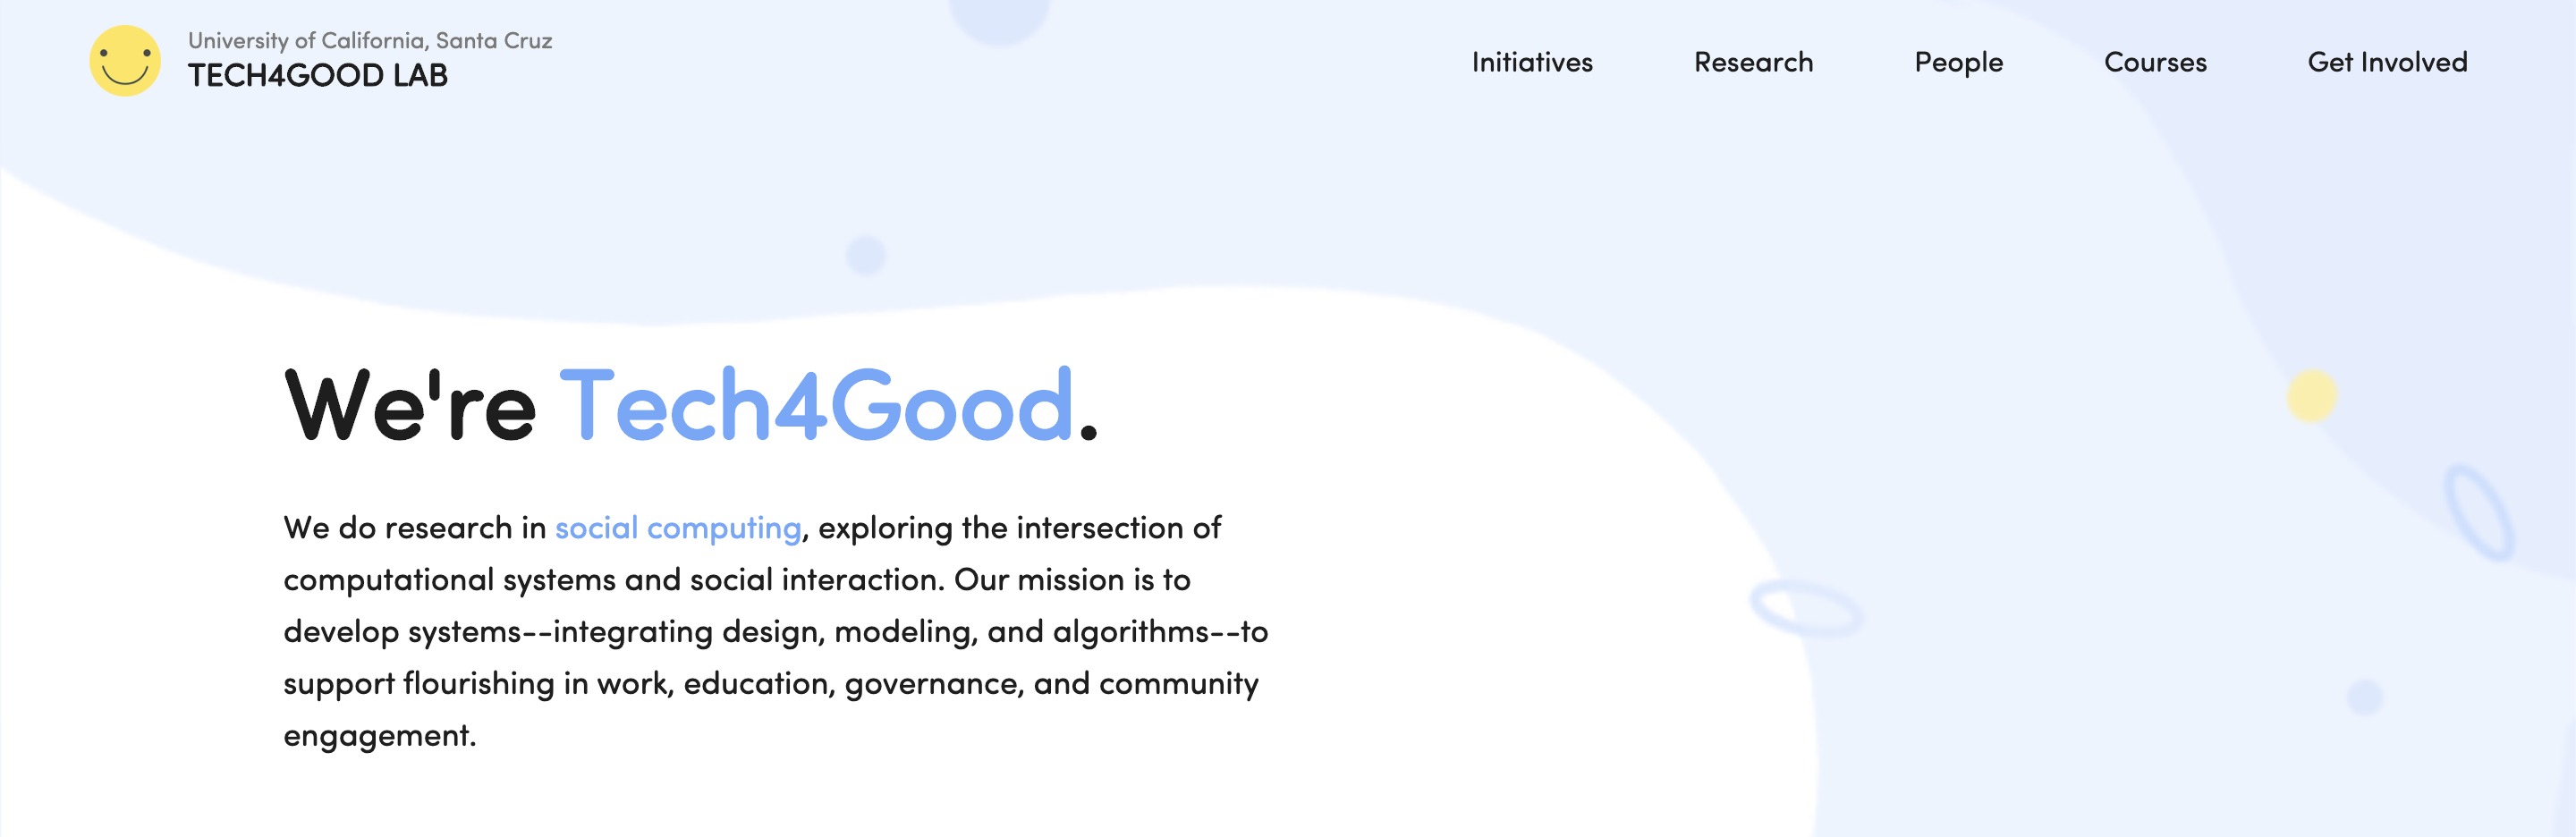 University of California, Santa Cruz
TECH4GOOD LAB
Initiatives
Research
People
Courses
Get Involved
We're Tech4Good.
We do research in social computing, exploring the intersection of
computational systems and social interaction. Our mission is to
develop systems--integrating design, modeling, and algorithms--to
support flourishing in work, education, governance, and community
engagement.